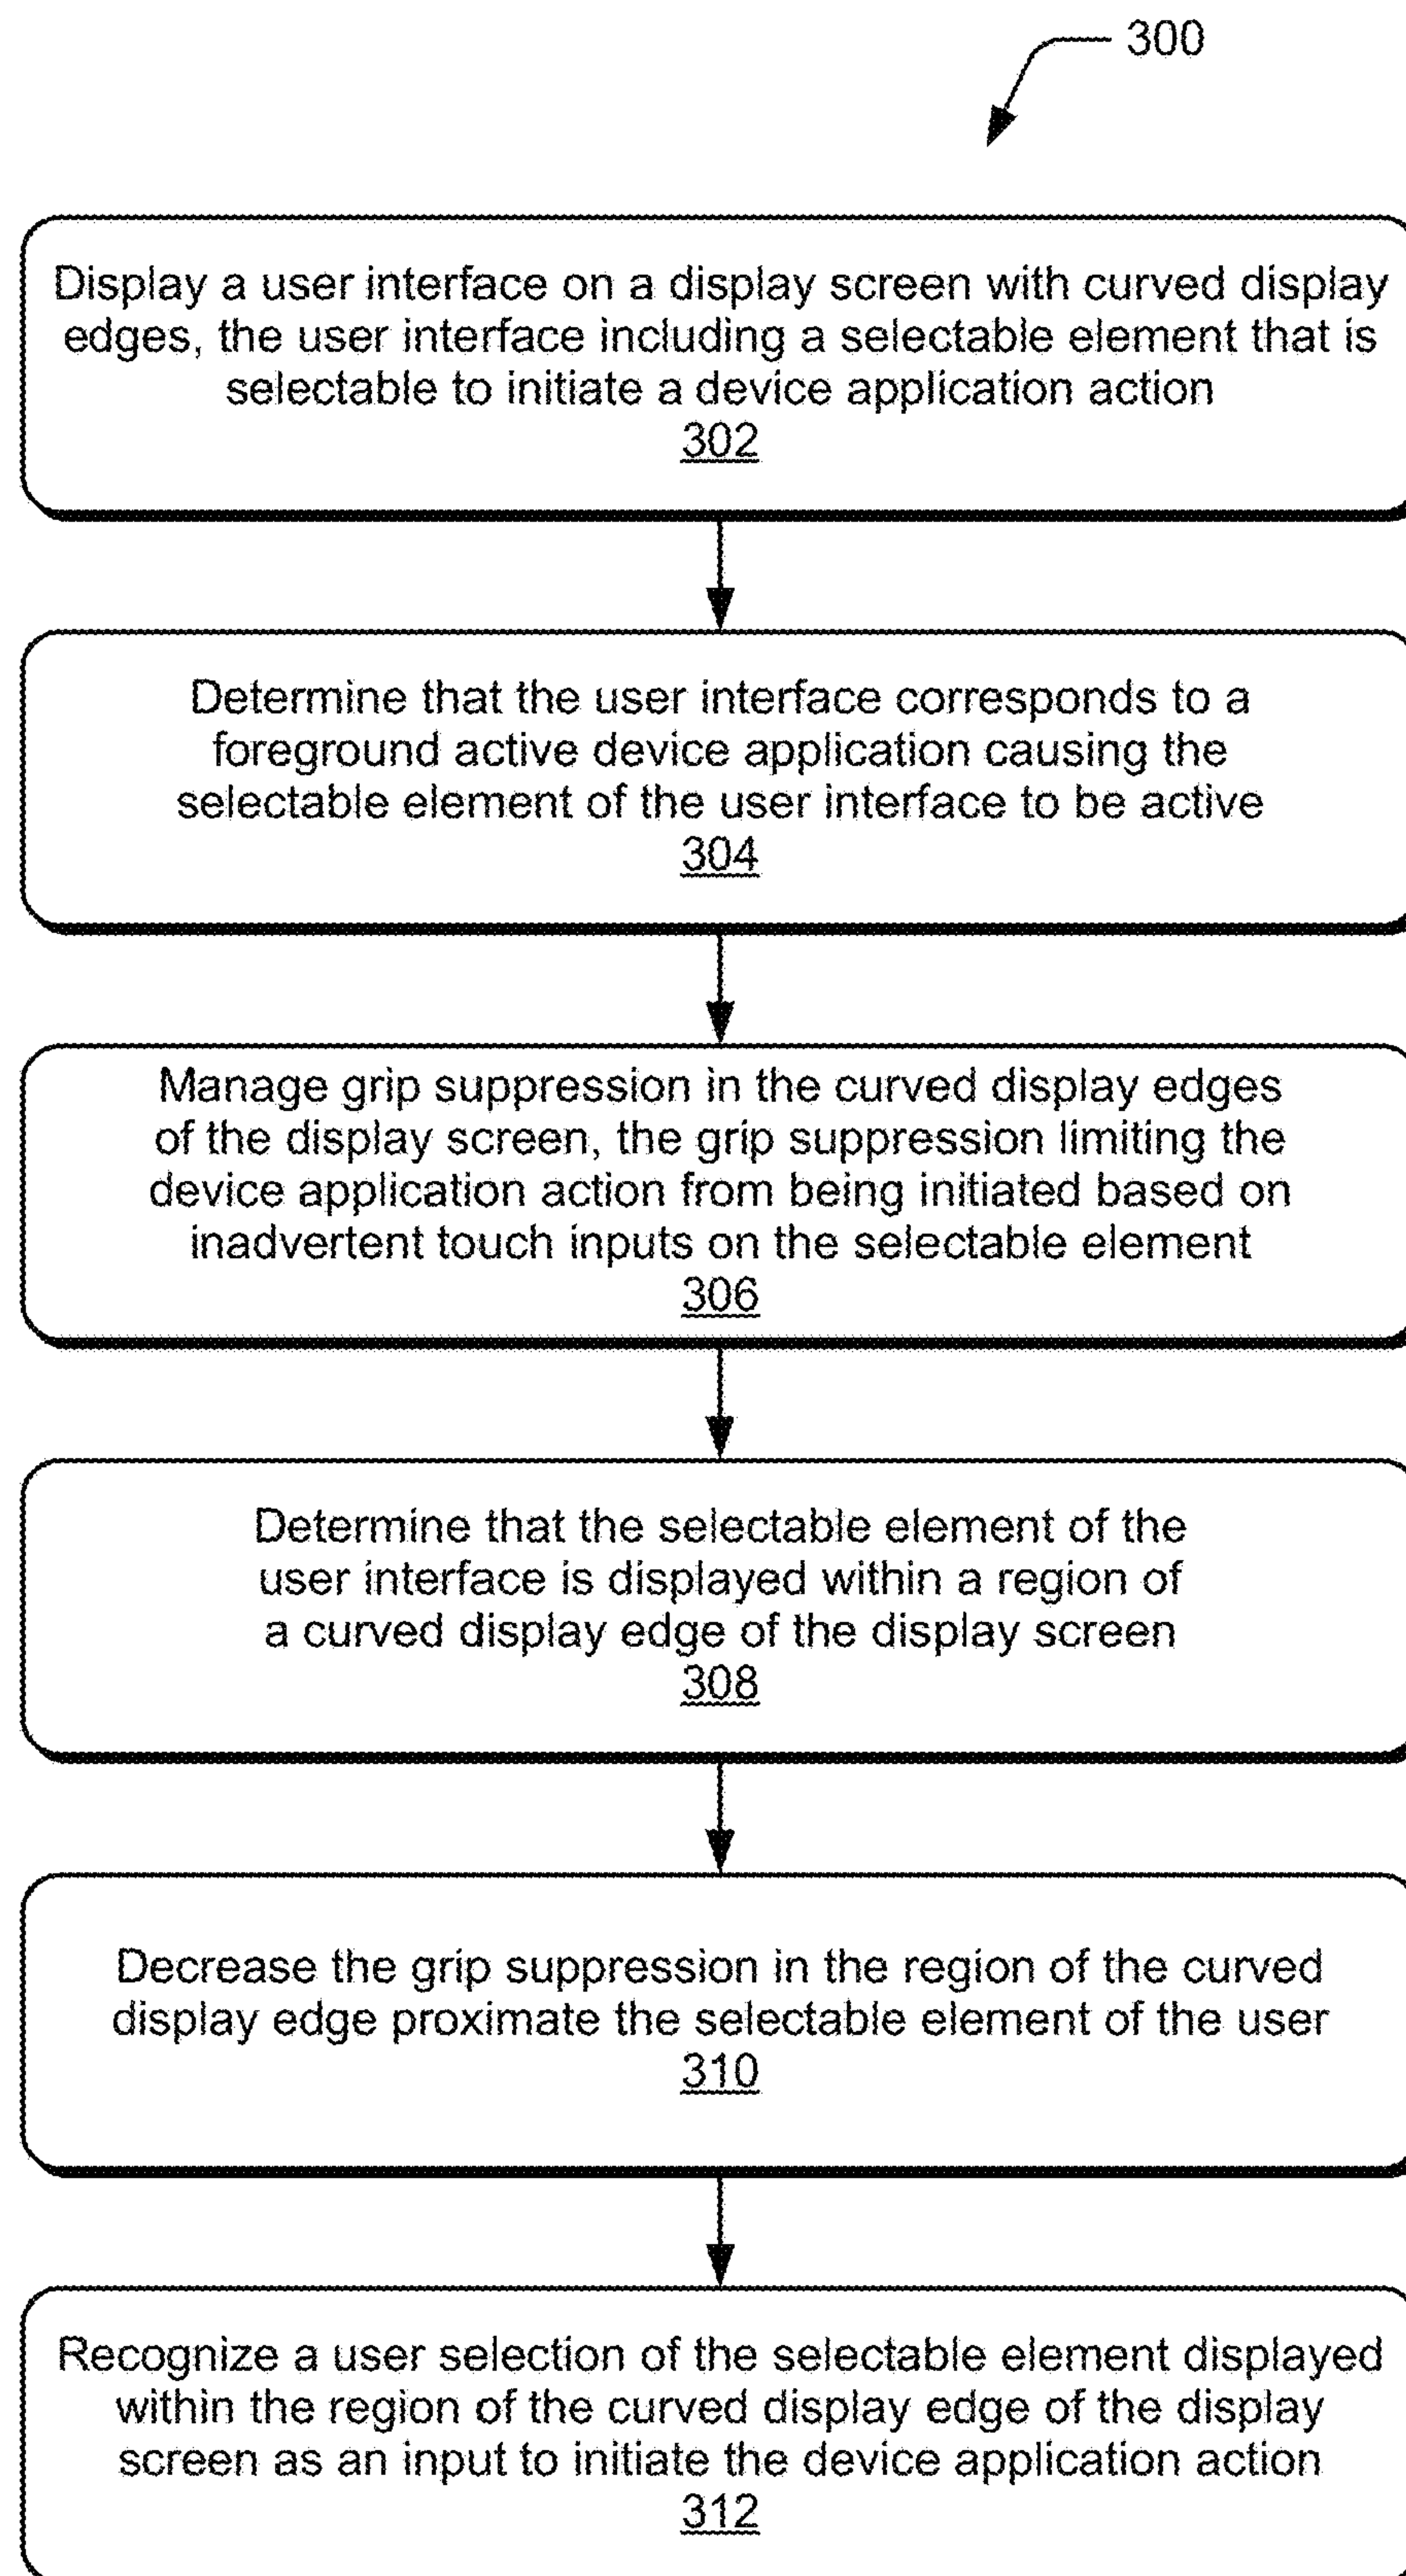 300
Display a user interface on a display screen with curved display
edges, the user interface including a selectable element that is
selectable to initiate a device application action
302
Determine that the user interface corresponds to a
foreground active device application causing the
selectable element of the user interface to be active
304
Manage grip suppression in the curved display edges
of the display screen, the grip suppression limiting the
device application action from being initiated based on
inadvertent touch inputs on the selectable element
306
Determine that the selectable element of the
user interface is displayed within a region of
a curved display edge of the display screen
308
Decrease the grip suppression in the region of the curved
display edge proximate the selectable element of the user
310
Recognize a user selection of the selectable element displayed
within the region of the curved display edge of the display
screen as an input to initiate the device application action
312